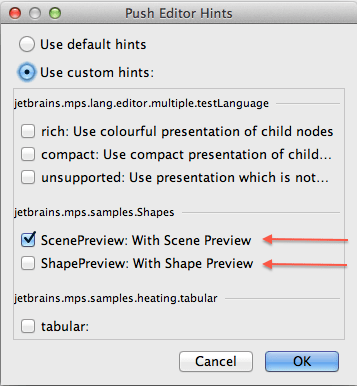 Push Editor Hints
Use default hints
Use custom hints:
jetbrains.mps.lang.editor.multiple.testLanguage
rich: Use colourful presentation of child nodes
compact: Use compact presentation of child...
unsupported: Use presentation which is not...
jetbrains.mps.samples.Shapes
ScenePreview: With Scene Preview
ShapePreview: With Shape Preview
jetbrains.mps.samples.heating.tabular
tabular:
Cancel OK